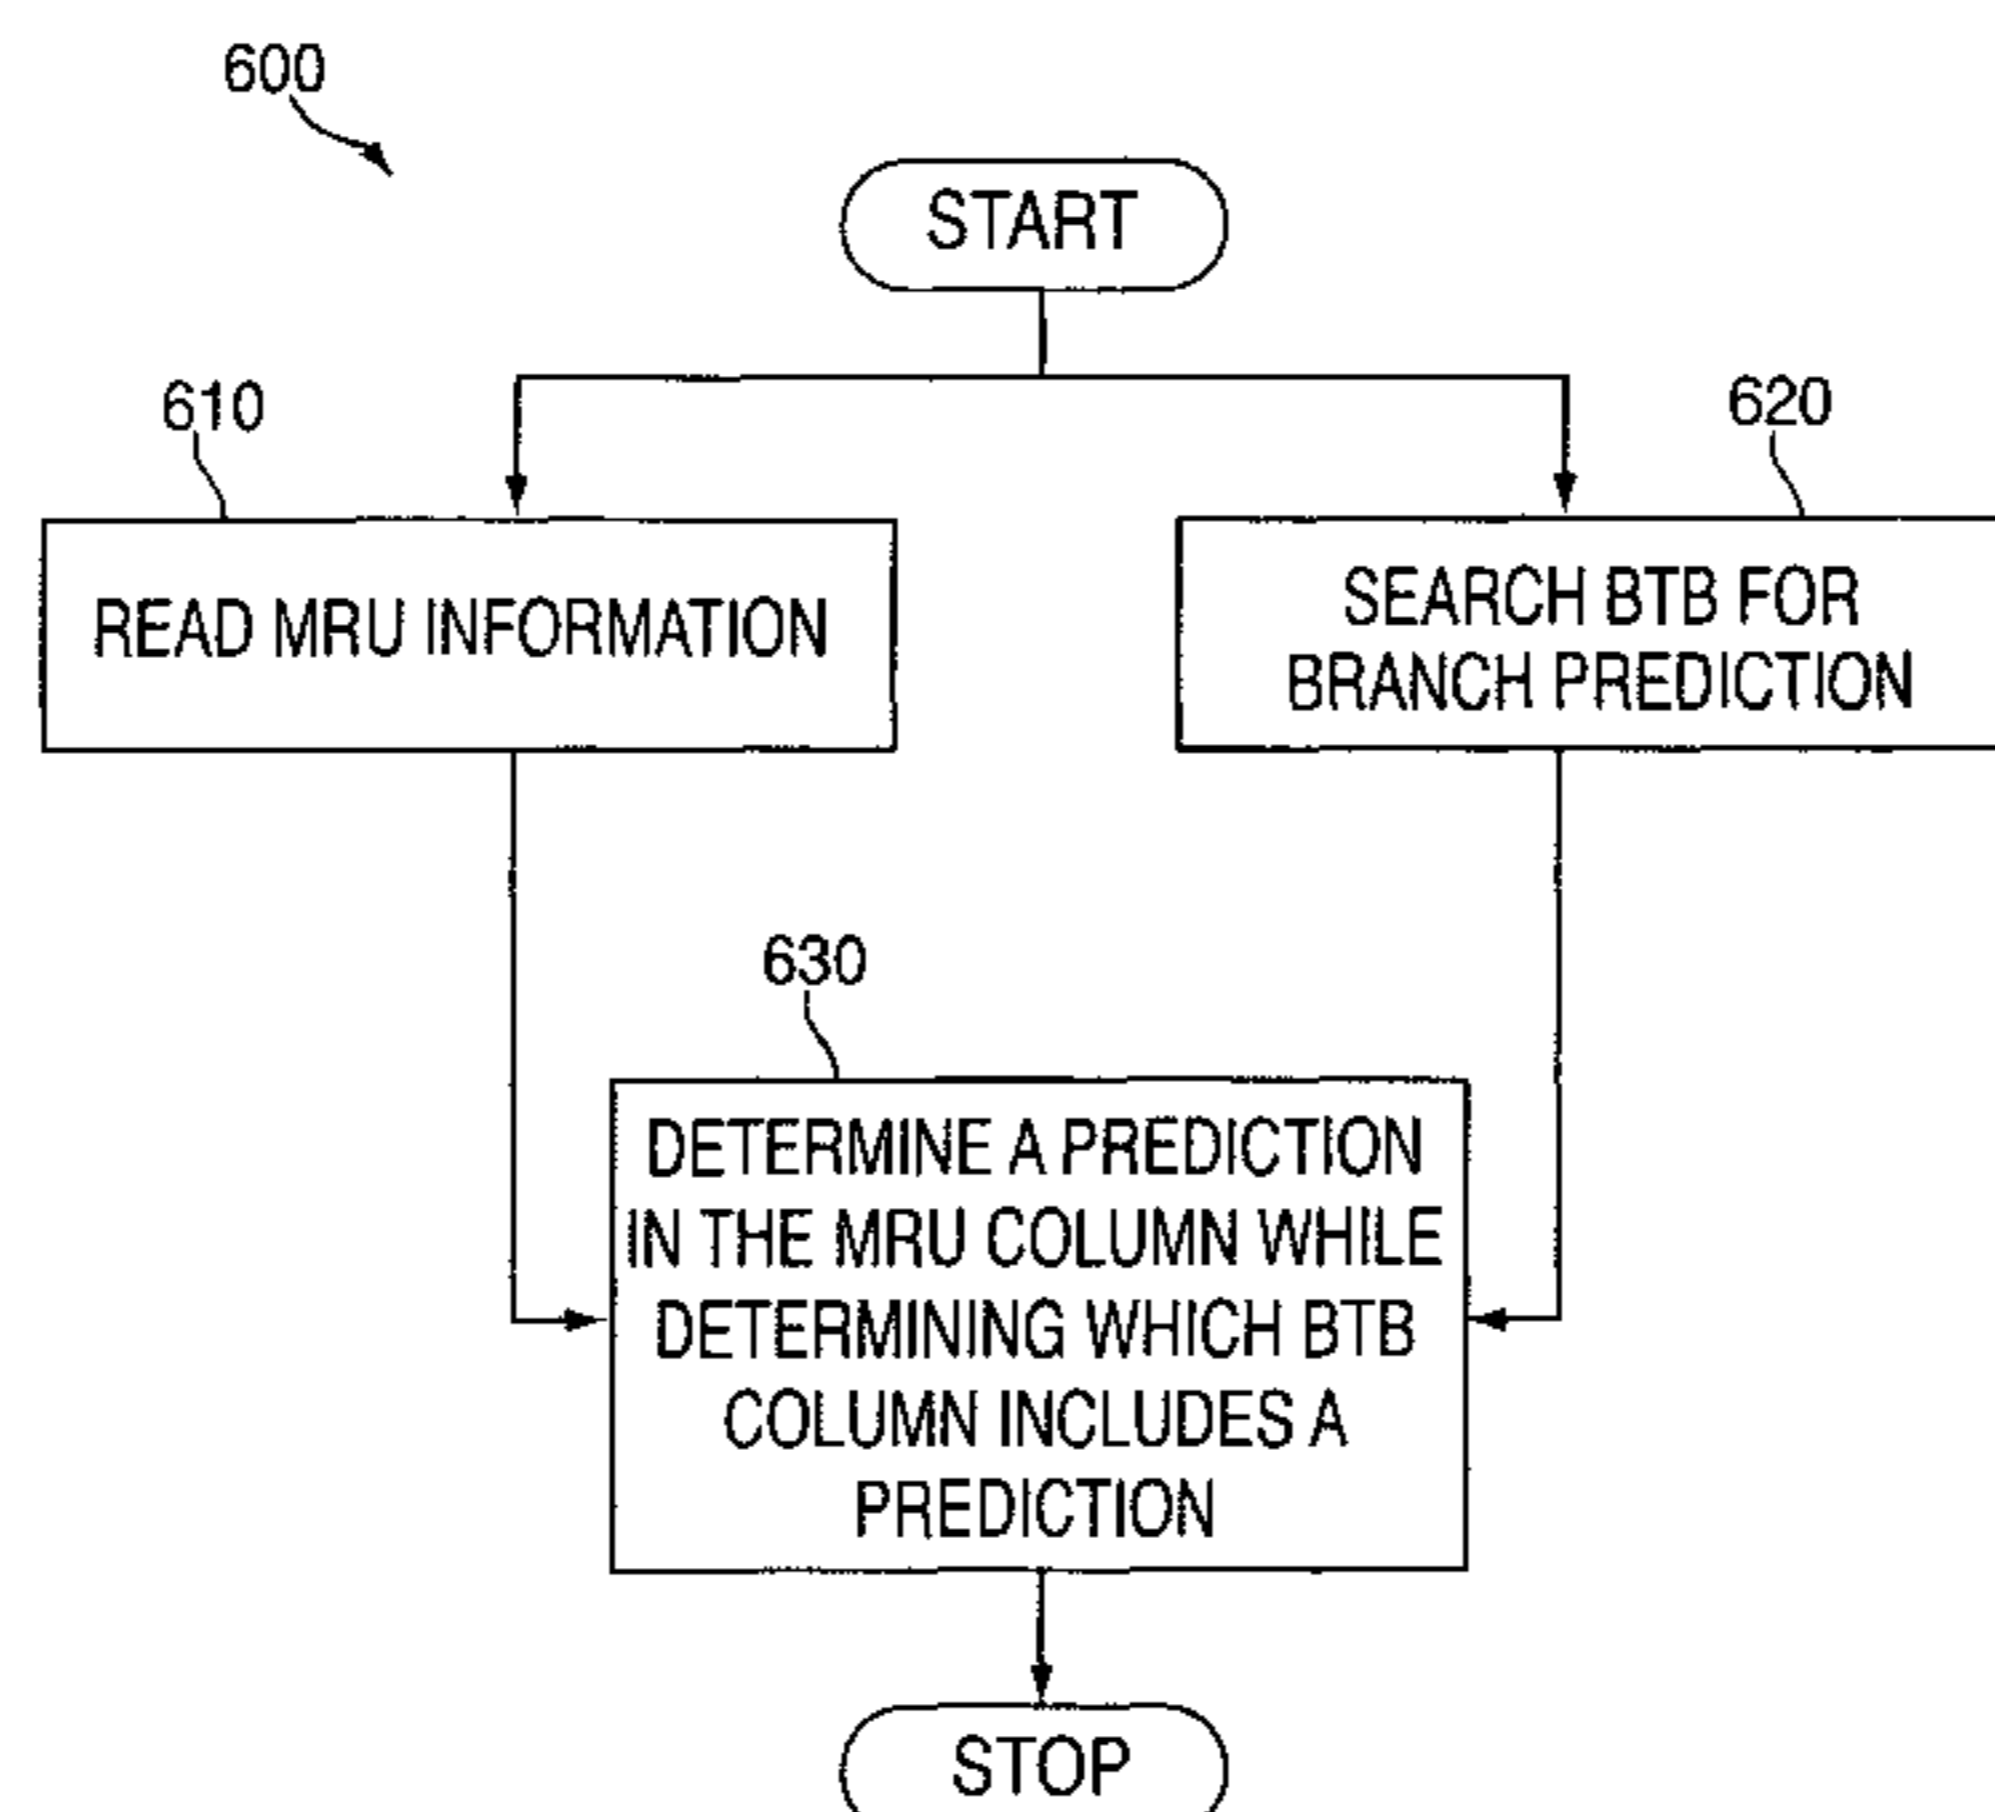 600
START
610
620
READ MRU INFORMATION
SEARCH BTB FOR
BRANCH PREDICTION
630
DETERMINE A PREDICTION
IN THE MRU COLUMN WHILE
DETERMINING WHICH BTB
COLUMN INCLUDES A
PREDICTION
STOP